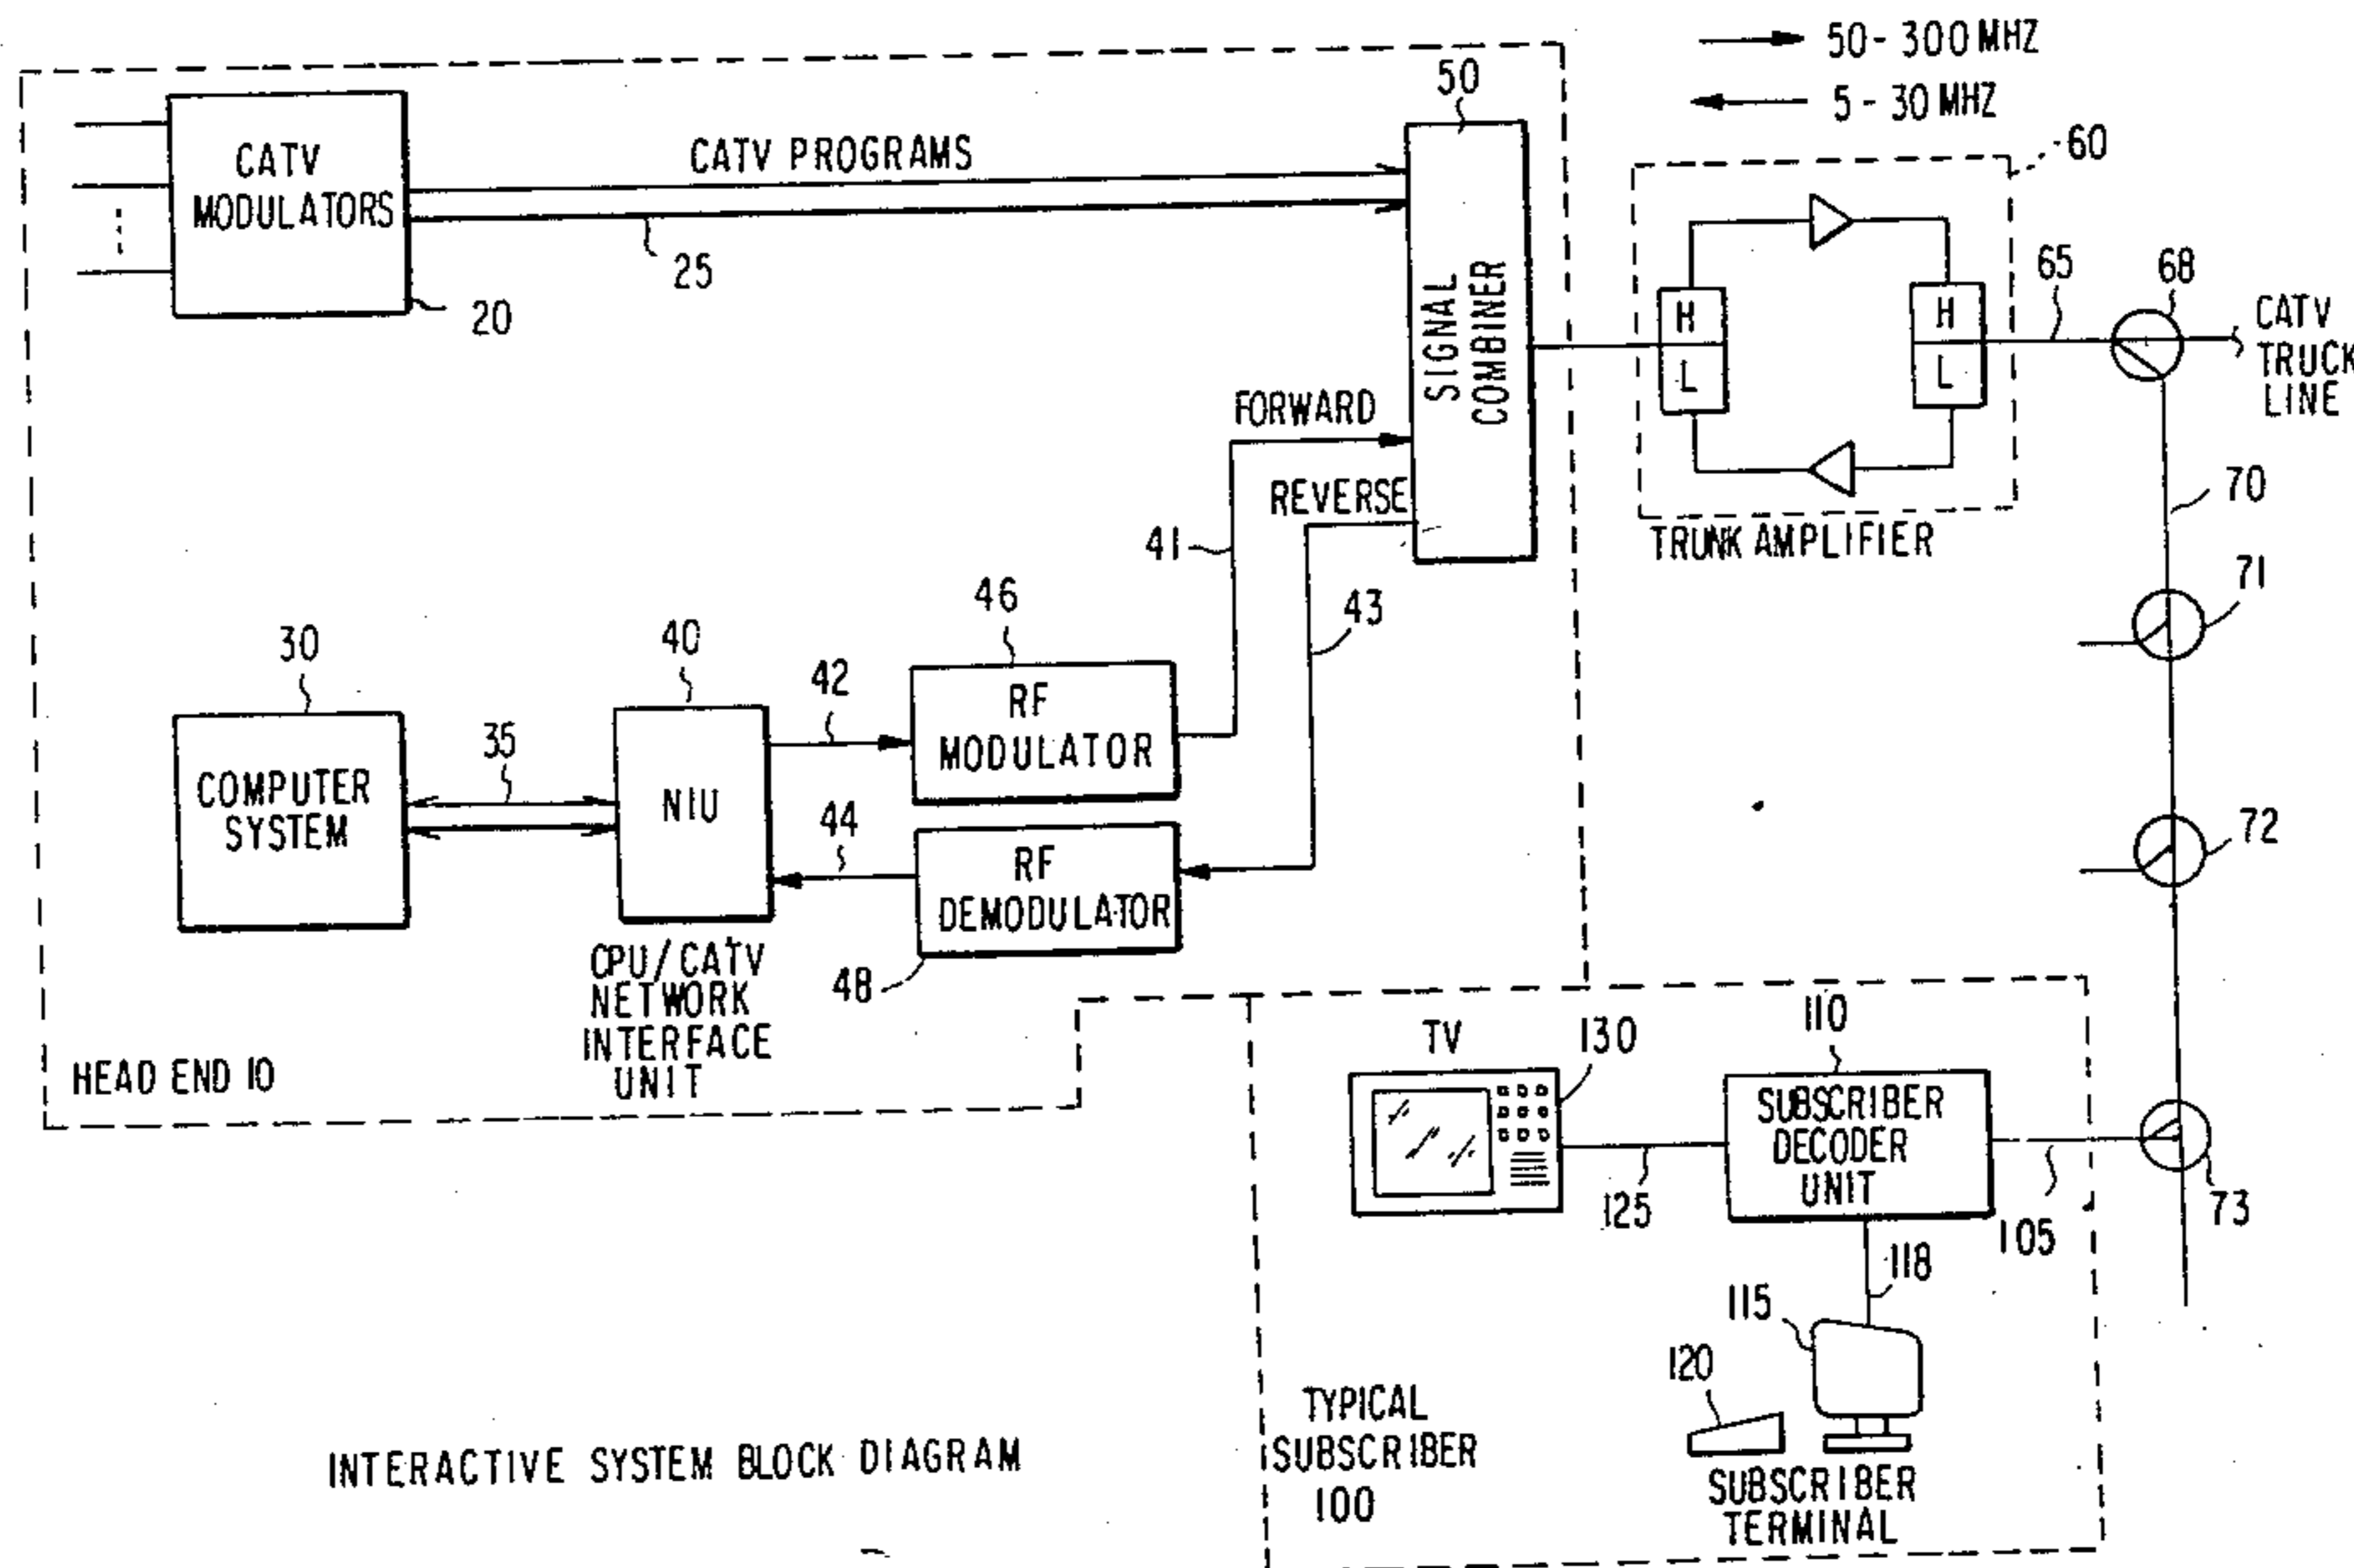 50-300 MHZ
5-30 MHZ
50
60
CATV
MODULATORS
CATV PROGRAMS
25
20
SIGNAL
COMBINER
H
L
H
L
65
68
CATV
TRUCK
LINE
FORWARD
REVERSE
41
43
TRUNK AMPLIFIER
70
71
72
30
40
46
42
35
RF
MODULATOR
COMPUTER
SYSTEM
NIU
44
RF
DEMODULATOR
48
CPU/CATV
NETWORK
INTERFACE
UNIT
HEAD END 10
TV
130
110
SUBSCRIBER
DECODER
UNIT
125
105
73
118
115
120
TYPICAL
SUBSCRIBER
100
SUBSCRIBER
TERMINAL
INTERACTIVE SYSTEM BLOCK DIAGRAM